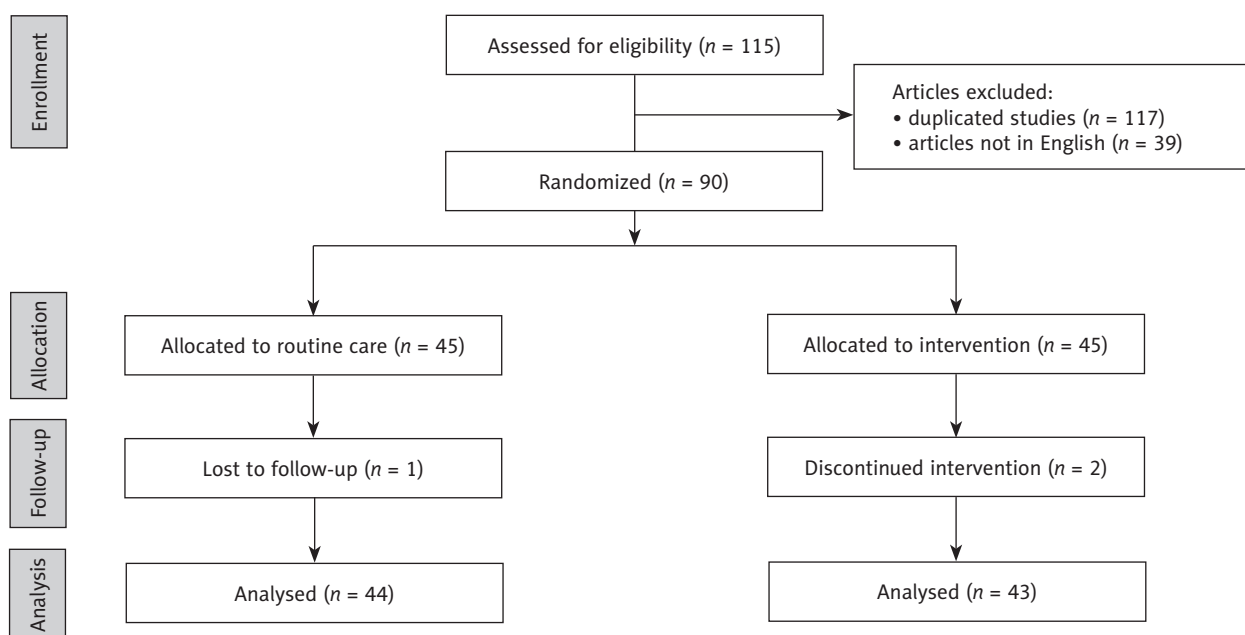 Enrollment
Assessed for eligibility (n = 115)
Articles excluded:
• duplicated studies (n = 117)
• articles not in English (n = 39)
Randomized (n = 90)
Allocation
Allocated to routine care (n = 45)
Allocated to intervention (n = 45)
Follow-up
Lost to follow-up (n = 1)
Discontinued intervention (n = 2)
Analysis
Analysed (n = 44)
Analysed (n = 43)